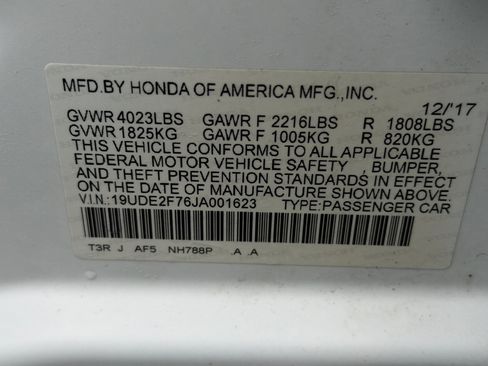 MFD.BY HONDA OF AMERICA MFG.,INC.
12/'17
GVWR 4023LBS GAWR F 2216LBS R 1808LBS
GVWR 1825KG GAWR F 1005KG R 820KG
THIS VEHICLE CONFORMS TO ALL APPLICABLE
FEDERAL MOTOR VEHICLE SAFETY , BUMPER,
AND THEFT PREVENTION STANDARDS IN EFFECT
ON THE DATE OF MANUFACTURE SHOWN ABOVE.
V.I.N.:19UDE2F76JA001623 TYPE:PASSENGER CAR
T3R J AF5 NH788P .A .A